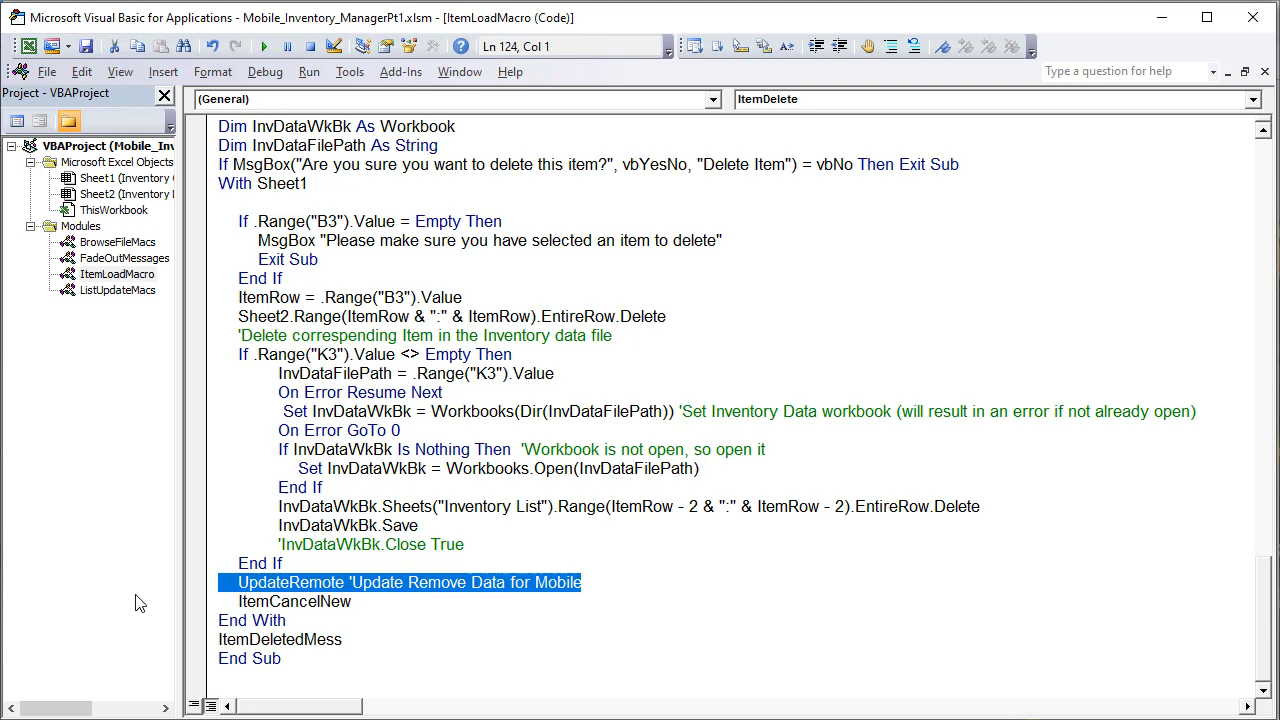 Microsoft Visual Basic for Applications - Mobile_Inventory_ManagerPt1.xlsm - [ItemLoadMacro (Code)]
Ln 124, Col 1
File Edit View Insert Format Debug Run Tools Add-Ins Window Help
Type a question for help
Project - VBAProject
(General)
ItemDelete
VBAProject (Mobile_Inv
Microsoft Excel Objects
Sheet1 (Inventory
Sheet2 (Inventory
ThisWorkbook
Modules
BrowseFileMacs
FadeOutMessages
ItemLoadMacro
ListUpdateMacs
Dim InvDataWkBk As Workbook
Dim InvDataFilePath As String
If MsgBox("Are you sure you want to delete this item?", vbYesNo, "Delete Item") = vbNo Then Exit Sub
With Sheet1
If .Range("B3").Value = Empty Then
MsgBox "Please make sure you have selected an item to delete"
Exit Sub
End If
ItemRow = .Range("B3").Value
Sheet2.Range(ItemRow & ":" & ItemRow).EntireRow.Delete
'Delete correspending Item in the Inventory data file
If .Range("K3").Value <> Empty Then
InvDataFilePath = .Range("K3").Value
On Error Resume Next
Set InvDataWkBk = Workbooks(Dir(InvDataFilePath)) 'Set Inventory Data workbook (will result in an error if not already open)
On Error GoTo 0
If InvDataWkBk Is Nothing Then 'Workbook is not open, so open it
Set InvDataWkBk = Workbooks.Open(InvDataFilePath)
End If
InvDataWkBk.Sheets("Inventory List").Range(ItemRow - 2 & ":" & ItemRow - 2).EntireRow.Delete
InvDataWkBk.Save
'InvDataWkBk.Close True
End If
UpdateRemote 'Update Remove Data for Mobile
ItemCancelNew
End With
ItemDeletedMess
End Sub